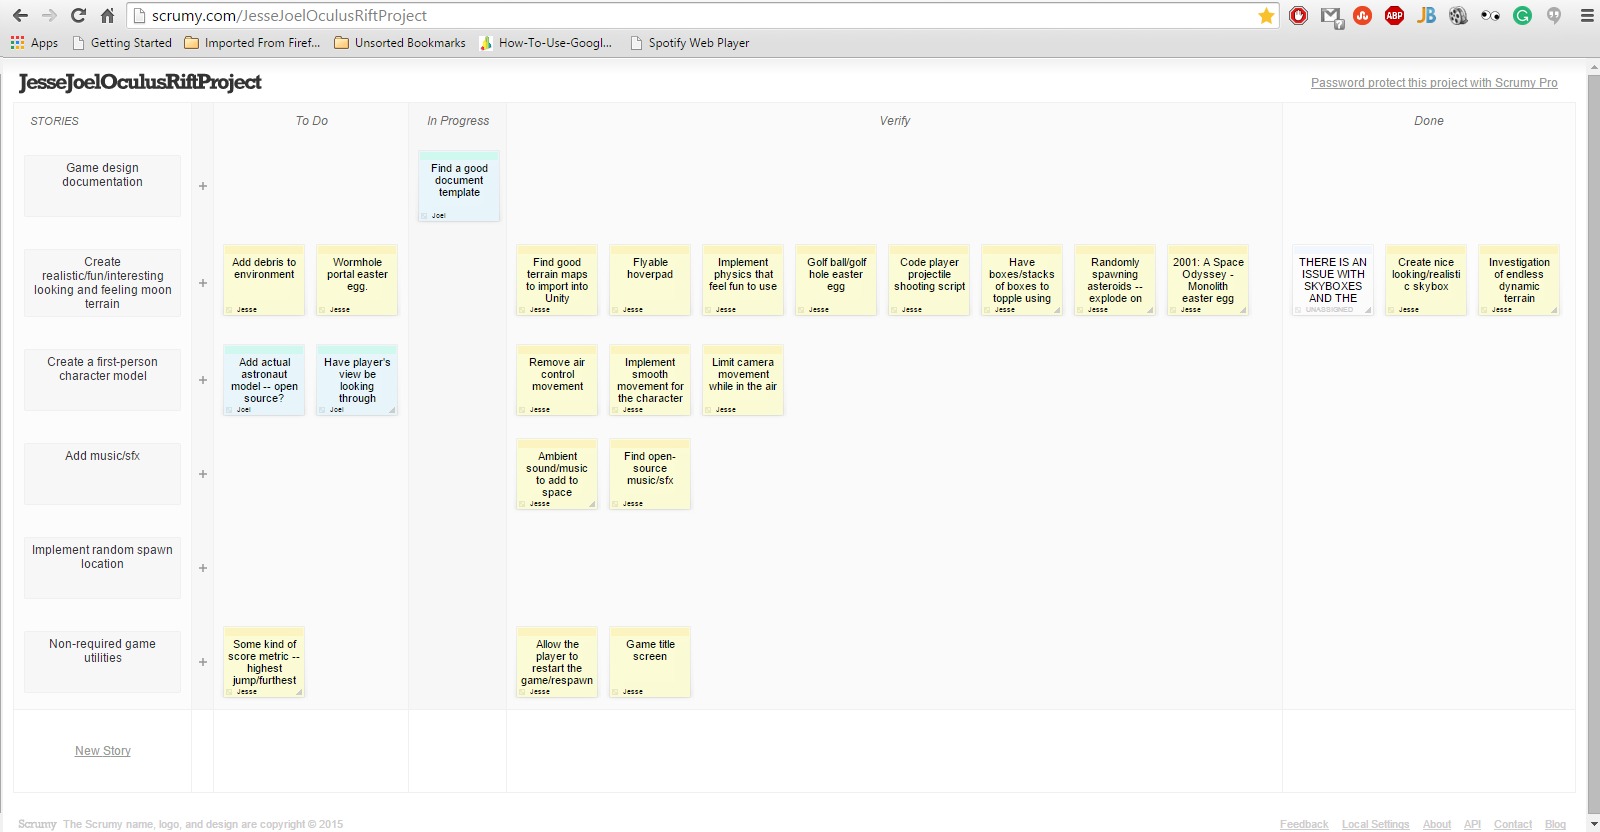 scrumy.com/JesseJoelOculusRiftProject
Apps Getting Started Imported From Firef... Unsorted Bookmarks How-To-Use-Googl... Spotify Web Player
JesseJoelOculusRiftProject
Password protect this project with Scrumy Pro
STORIES
To Do
In Progress
Verify
Done
Game design
documentation
+
Find a good
document
template
Joel
Create
realistic/fun/interesting
looking and feeling moon
terrain
+
Add debris to
environment
Jesse
Wormhole
portal easter
egg.
Jesse
Find good
terrain maps
to import into
Unity
Jesse
Flyable
hoverpad
Jesse
Implement
physics that
feel fun to use
Jesse
Golf ball/golf
hole easter
egg
Jesse
Code player
projectile
shooting script
Jesse
Have
boxes/stacks
of boxes to
topple using
Jesse
Randomly
spawning
asteroids --
explode on
Jesse
2001: A Space
Odyssey -
Monolith
easter egg
Jesse
THERE IS AN
ISSUE WITH
SKYBOXES
AND THE
UNASSIGNED
Create nice
looking/realisti
c skybox
Jesse
Investigation
of endless
dynamic
terrain
Jesse
Create a first-person
character model
+
Add actual
astronaut
model -- open
source?
Joel
Have player's
view be
looking
through
Joel
Remove air
control
movement
Jesse
Implement
smooth
movement for
the character
Jesse
Limit camera
movement
while in the air
Jesse
Add music/sfx
+
Ambient
sound/music
to add to
space
Jesse
Find open-
source
music/sfx
Jesse
Implement random spawn
location
+
Non-required game
utilities
+
Some kind of
score metric --
highest
jump/furthest
Jesse
Allow the
player to
restart the
game/respawn
Jesse
Game title
screen
Jesse
New Story
Scrumy The Scrumy name, logo, and design are copyright © 2015
Feedback Local Settings About API Contact Blog